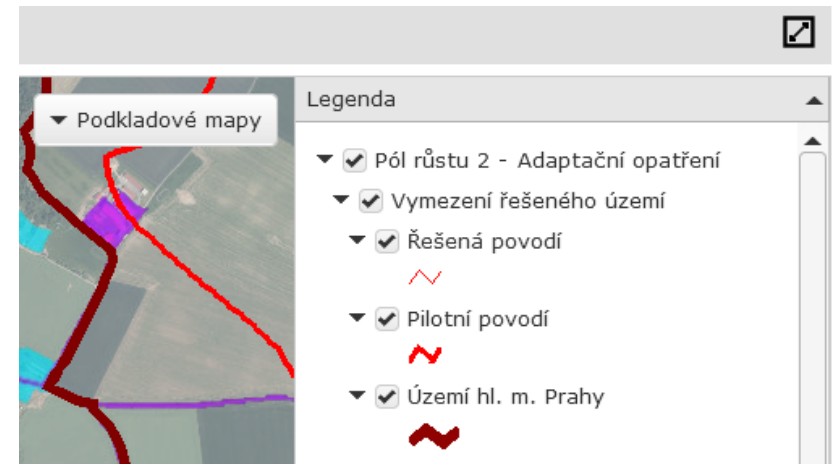 Podkladové mapy
Legenda
Pól růstu 2 - Adaptační opatření
Vymezení řešeného území
Řešená povodí
Pilotní povodí
Území hl. m. Prahy